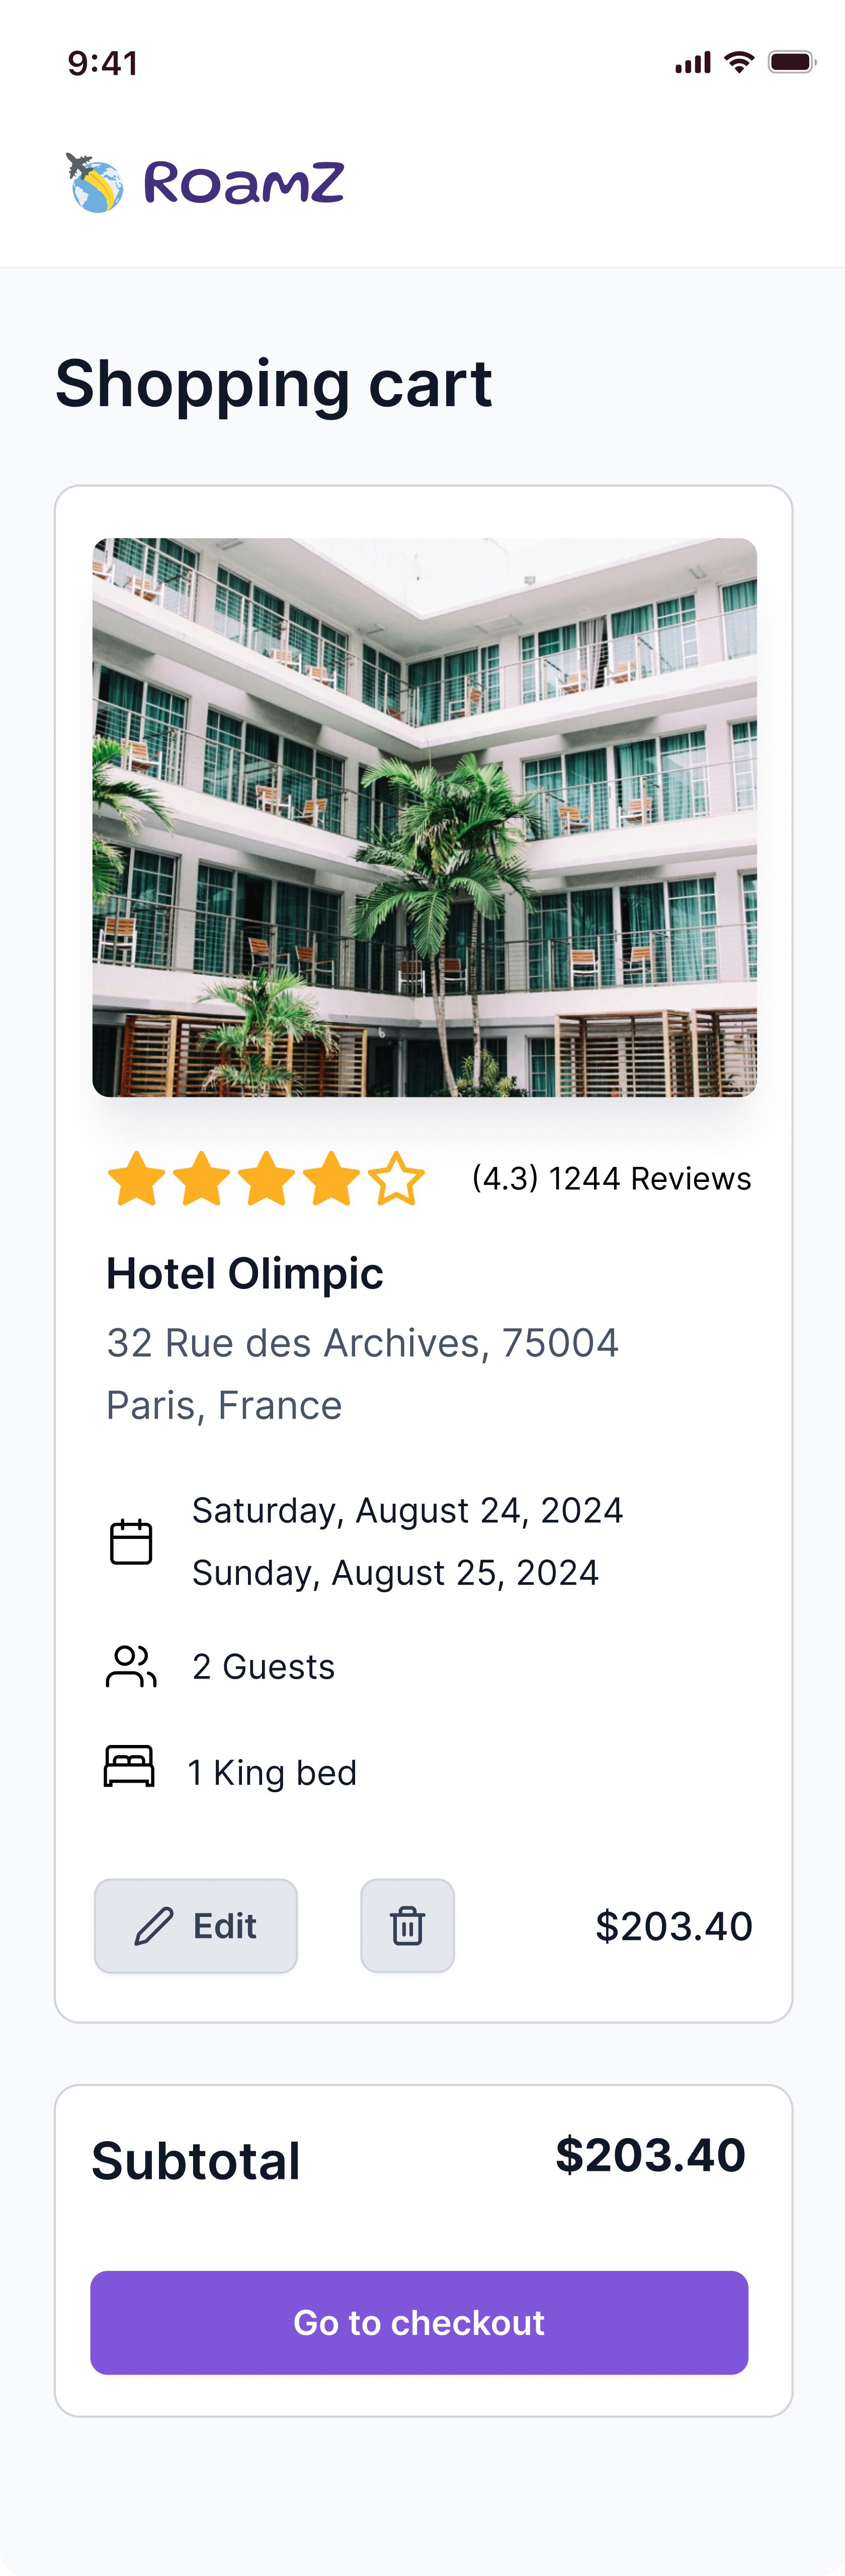 9:41
RoamZ
Shopping cart
(4.3) 1244 Reviews
Hotel Olimpic
32 Rue des Archives, 75004
Paris, France
Saturday, August 24, 2024
Sunday, August 25, 2024
2 Guests
1 King bed
Edit
$203.40
Subtotal
$203.40
Go to checkout